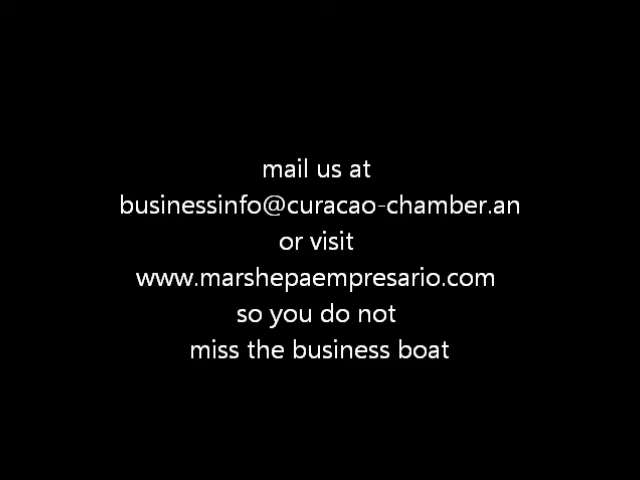 mail us at
businessinfo@curacao-chamber.an
or visit
www.marshepaempresario.com
so you do not
miss the business boat